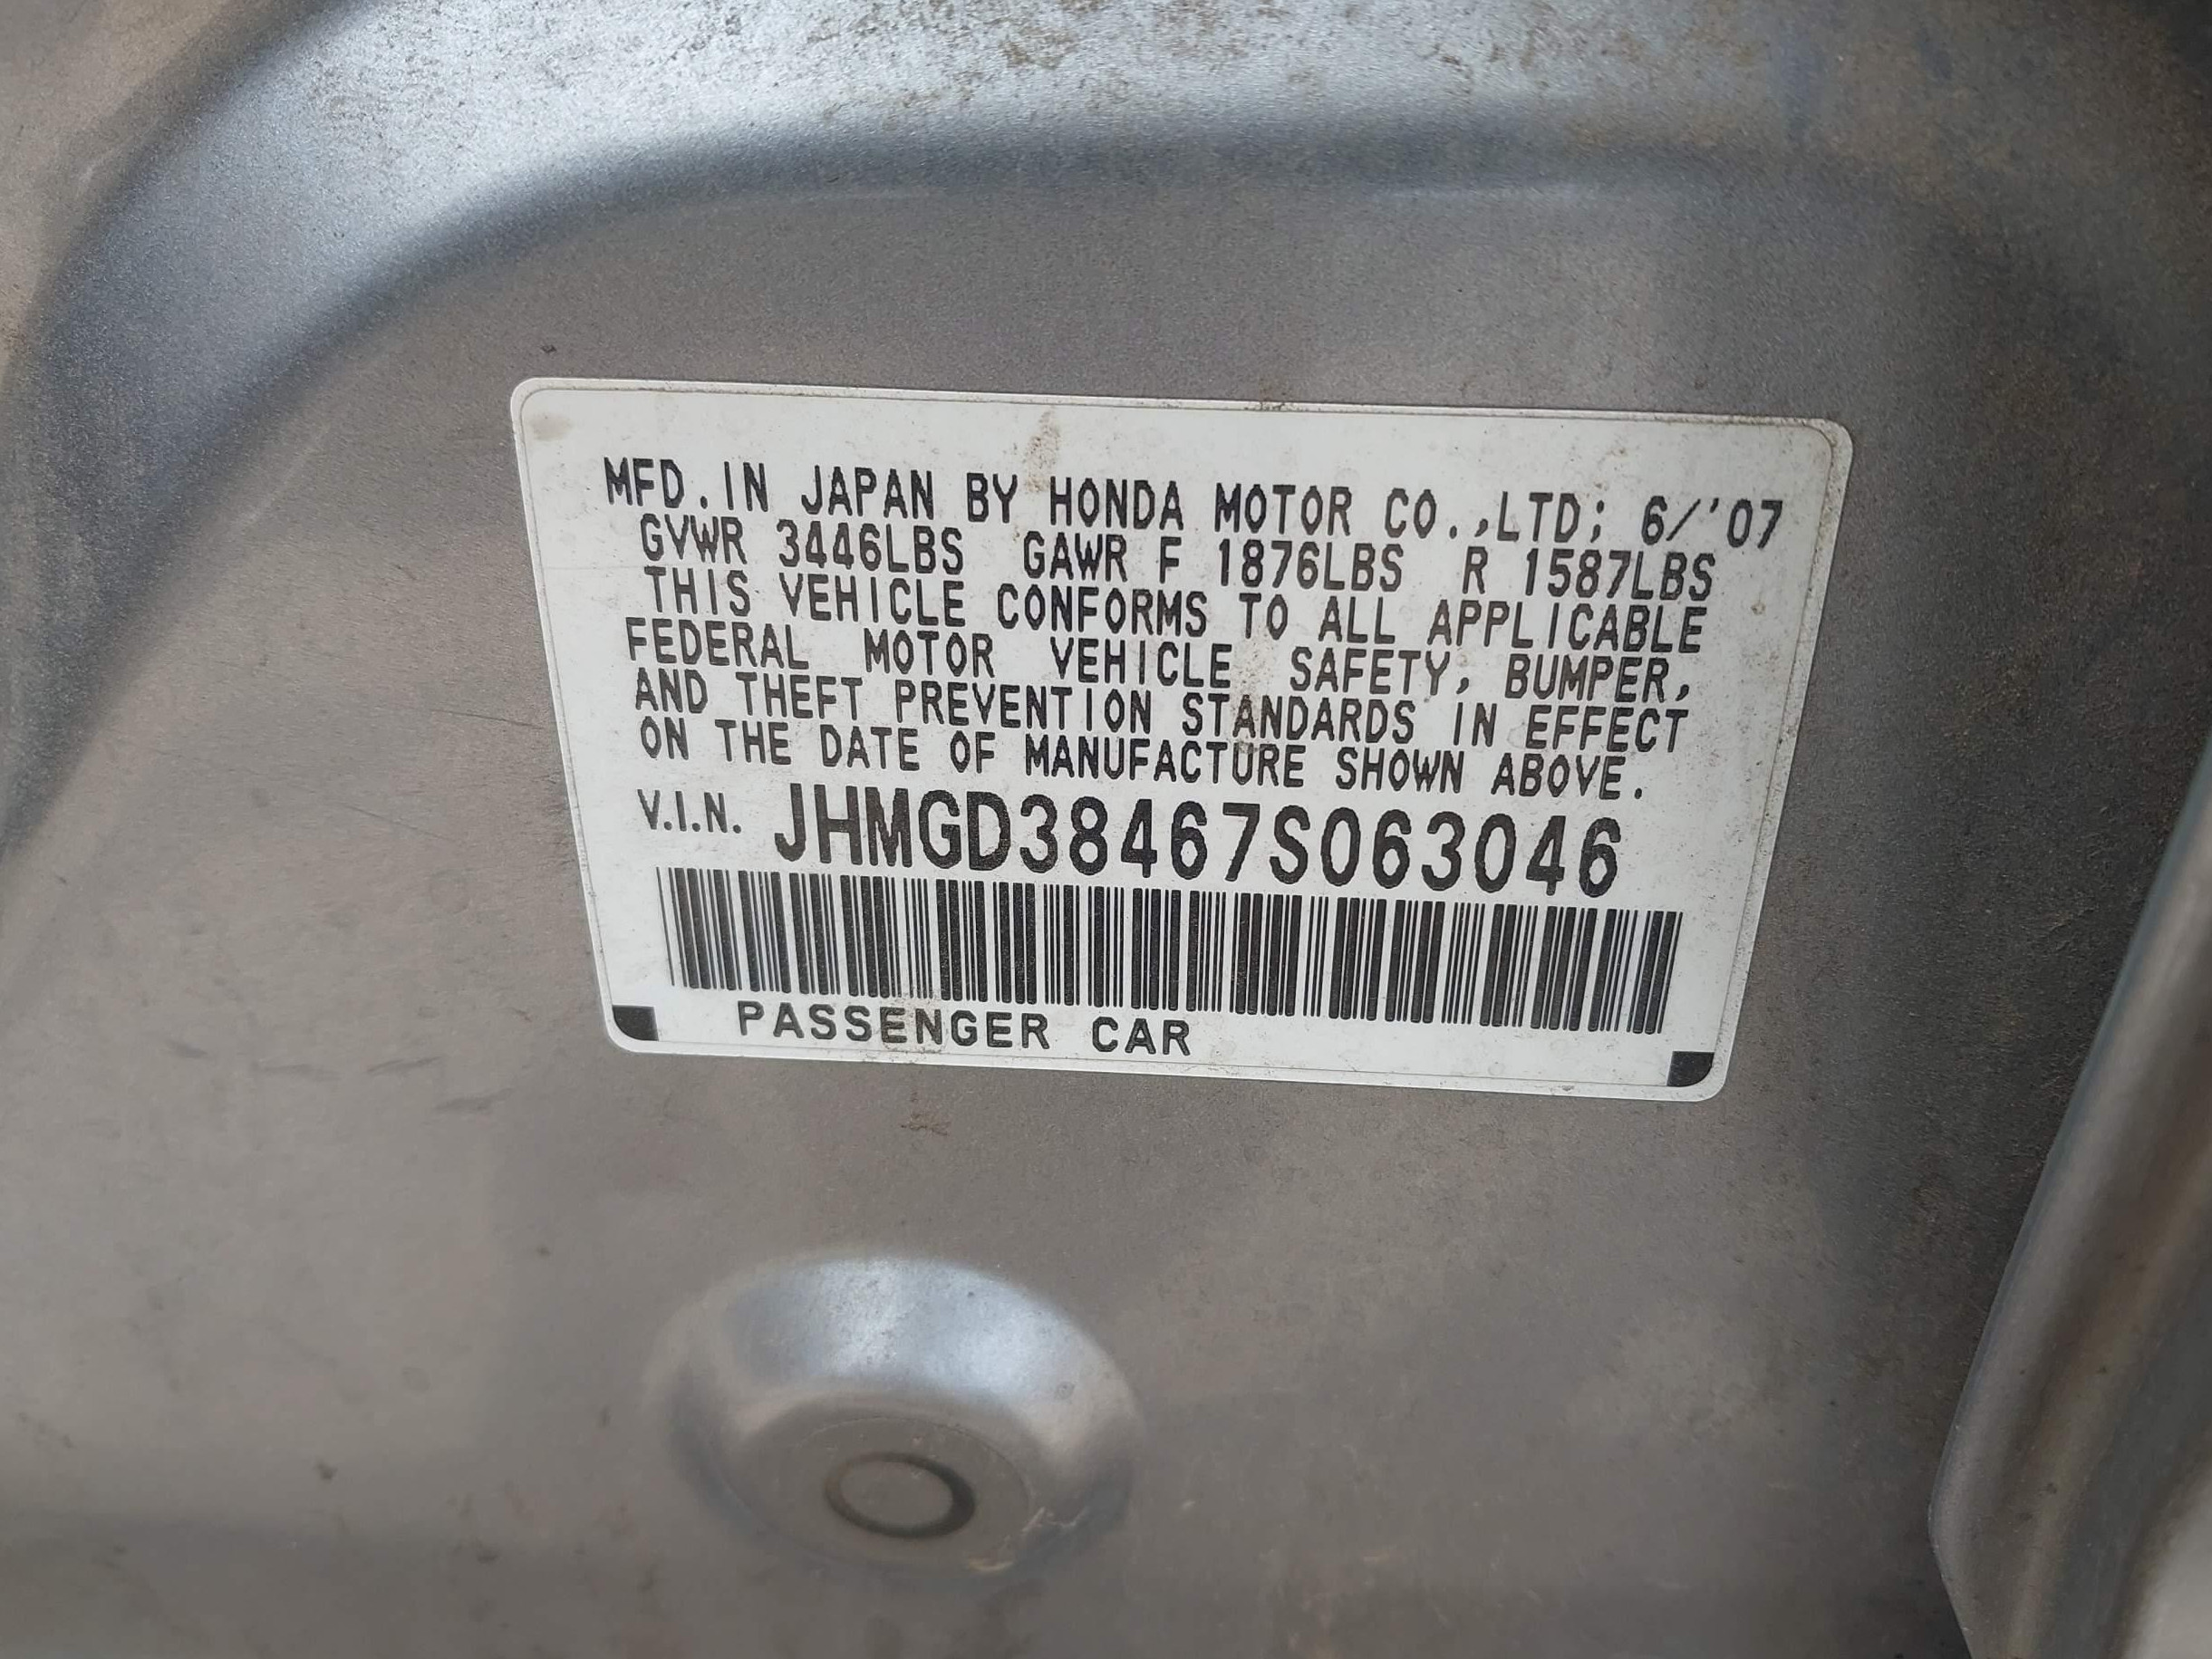 MFD.IN JAPAN BY HONDA MOTOR CO.,LTD; 6/'07
GVWR 3446LBS GAWR F 1876LBS R 1587LBS
THIS VEHICLE CONFORMS TO ALL APPLICABLE
FEDERAL MOTOR VEHICLE SAFETY, BUMPER,
AND THEFT PREVENTION STANDARDS IN EFFECT
ON THE DATE OF MANUFACTURE SHOWN ABOVE.
V.I.N. JHMGD38467S063046
PASSENGER CAR